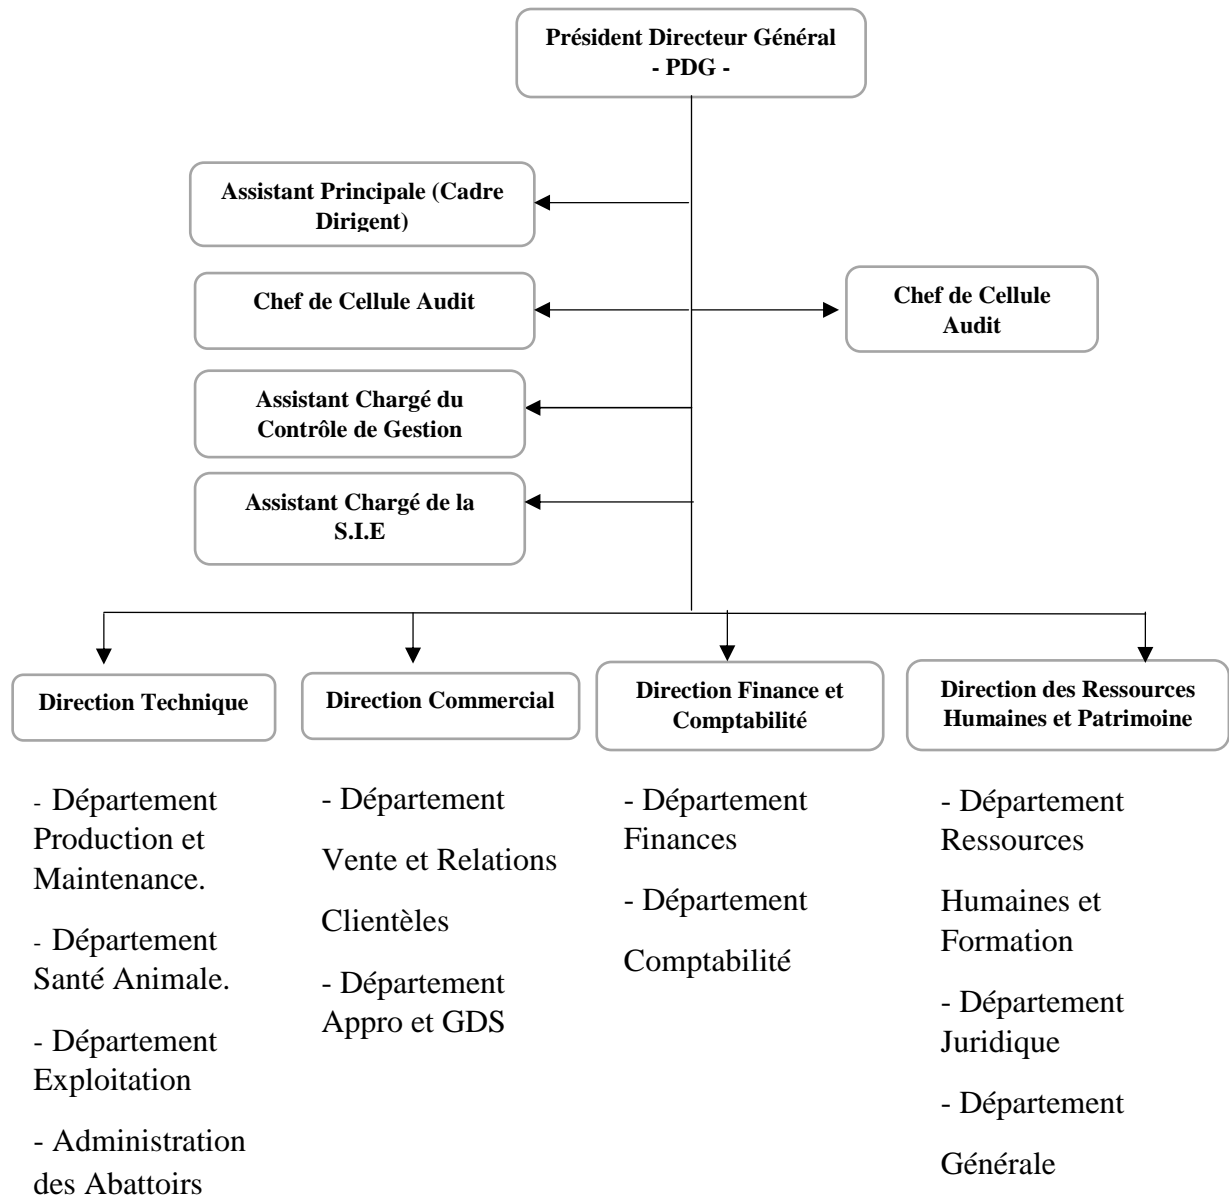 Président Directeur Général
- PDG -
Assistant Principale (Cadre
Dirigent)
Chef de Cellule Audit
Chef de Cellule
Audit
Assistant Chargé du
Contrôle de Gestion
Assistant Chargé de la
S.I.E
Direction Technique
Direction Commercial
Direction Finance et
Comptabilité
Direction des Ressources
Humaines et Patrimoine
- Département
Production et
Maintenance.
- Département
Santé Animale.
- Département
Exploitation
- Administration
des Abattoirs
- Département
Vente et Relations
Clientèles
- Département
Appro et GDS
- Département
Finances
- Département
Comptabilité
- Département
Ressources
Humaines et
Formation
- Département
Juridique
- Département
Générale